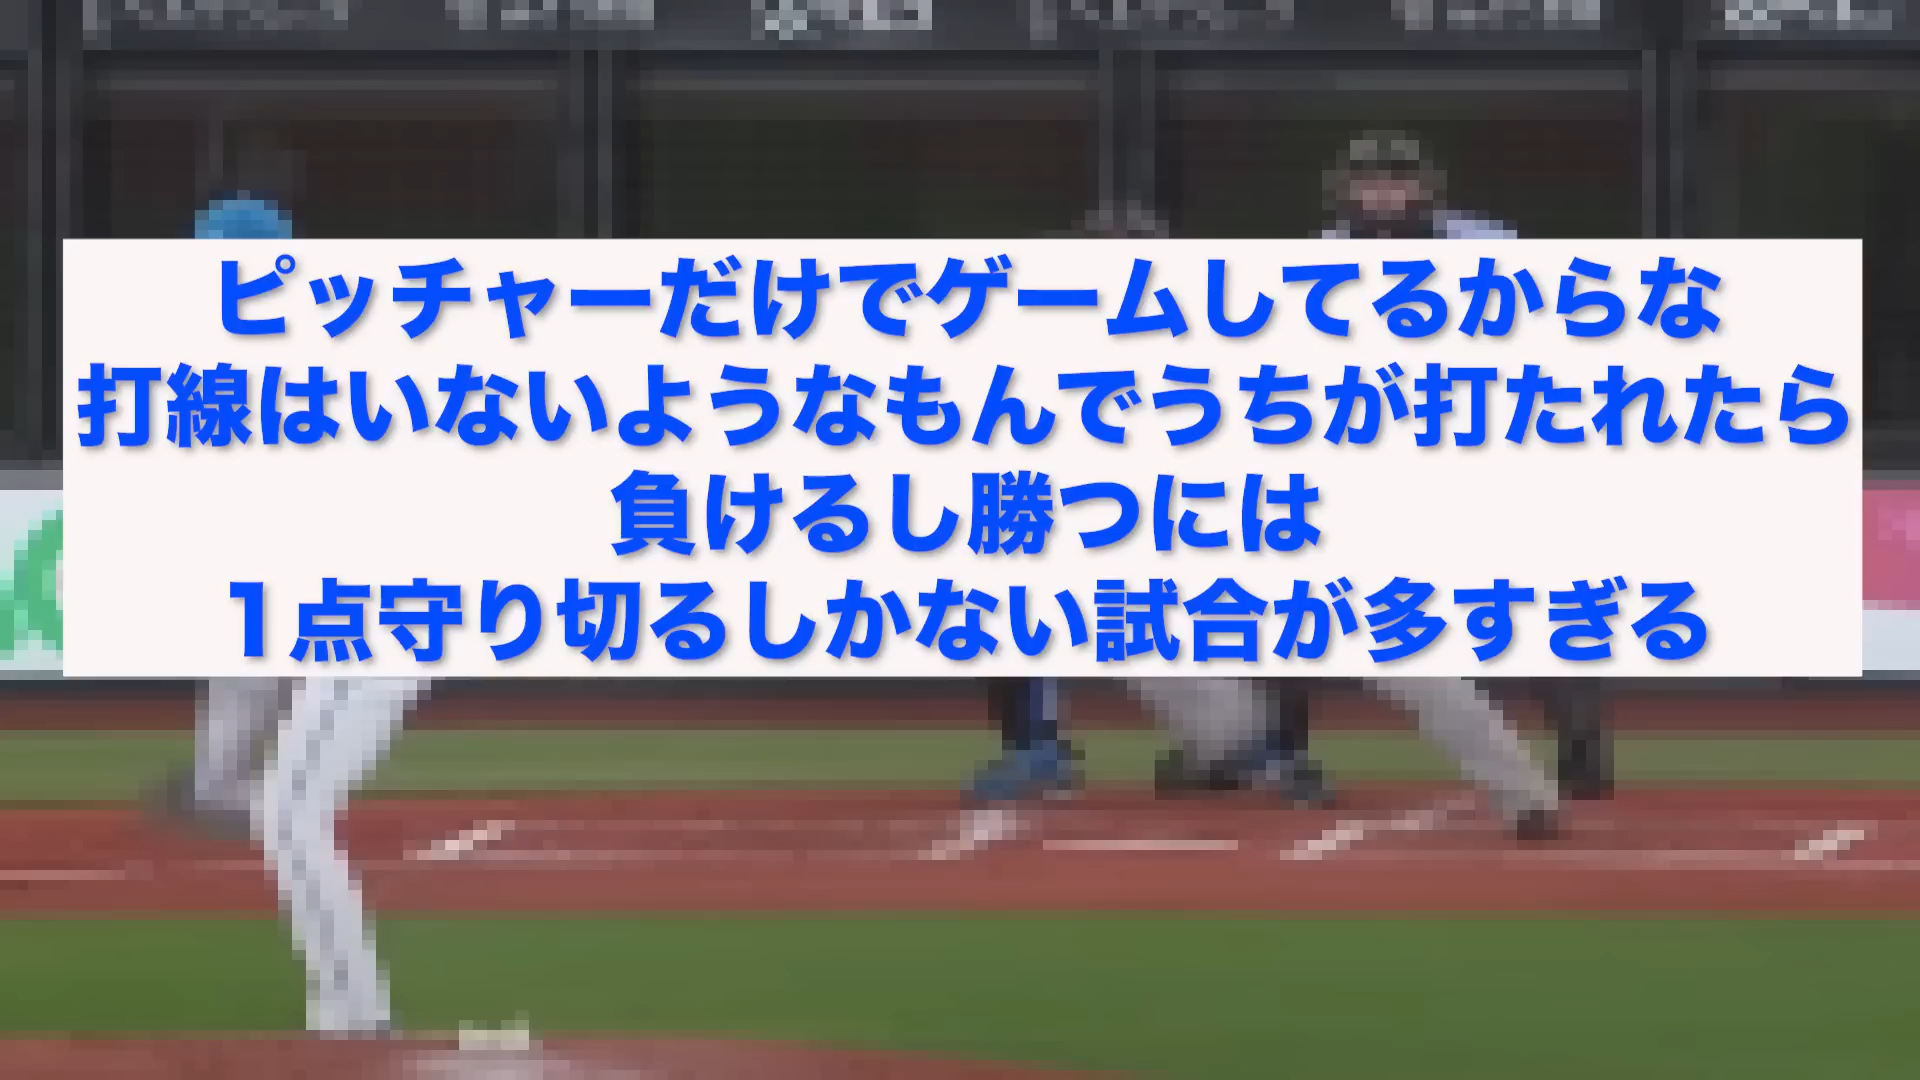 ピッチャーだけでゲームしてるからな
打線はいないようなもんでうちが打たれたら
負けるし勝つには
1点守り切るしかない試合が多すぎる